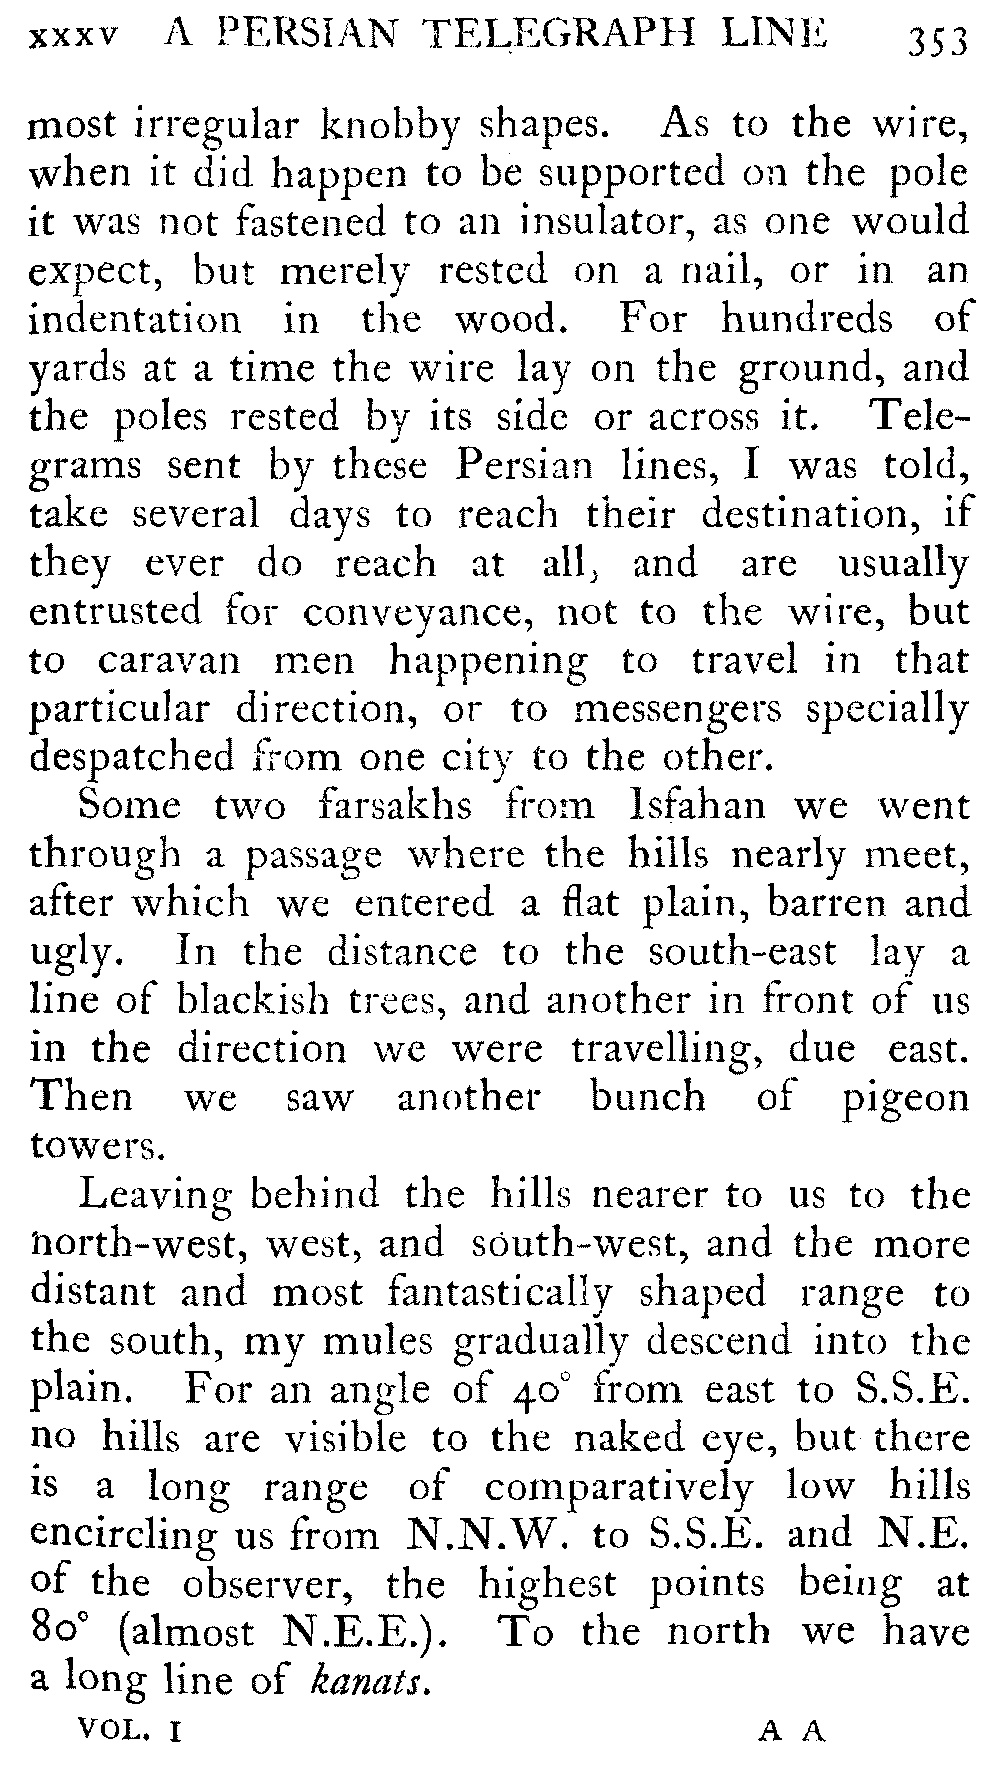 xxxv A PERSIAN TELEGRAPH LINE 353
most irregular knobby shapes. As to the wire,
when it did happen to be supported on the pole
it was not fastened to an insulator, as one would
expect, but merely rested on a nail, or in an
indentation in the wood. For hundreds of
yards at a time the wire lay on the ground, and
the poles rested by its side or across it. Tele-
grams sent by these Persian lines, I was told,
take several days to reach their destination, if
they ever do reach at all, and are usually
entrusted for conveyance, not to the wire, but
to caravan men happening to travel in that
particular direction, or to messengers specially
despatched from one city to the other.
Some two farsakhs from Isfahan we went
through a passage where the hills nearly meet,
after which we entered a flat plain, barren and
ugly. In the distance to the south-east lay a
line of blackish trees, and another in front of us
in the direction we were travelling, due east.
Then we saw another bunch of pigeon
towers.
Leaving behind the hills nearer to us to the
north-west, west, and south-west, and the more
distant and most fantastically shaped range to
the south, my mules gradually descend into the
plain. For an angle of 40° from east to S.S.E.
no hills are visible to the naked eye, but there
is a long range of comparatively low hills
encircling us from N.N.W. to S.S.E. and N.E.
of the observer, the highest points being at
80° (almost N.E.E.). To the north we have
a long line of kanats.
VOL. I A A